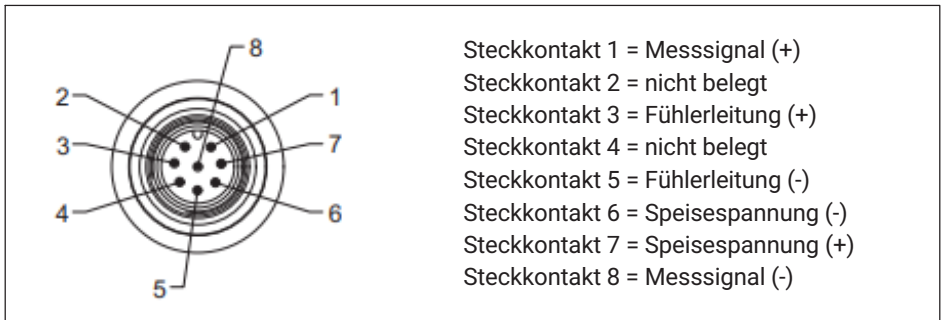 8
2
1
3
7
4
6
5
Steckkontakt 1 = Messsignal (+)
Steckkontakt 2 = nicht belegt
Steckkontakt 3 = Fühlerleitung (+)
Steckkontakt 4 = nicht belegt
Steckkontakt 5 = Fühlerleitung (-)
Steckkontakt 6 = Speisespannung (-)
Steckkontakt 7 = Speisespannung (+)
Steckkontakt 8 = Messsignal (-)